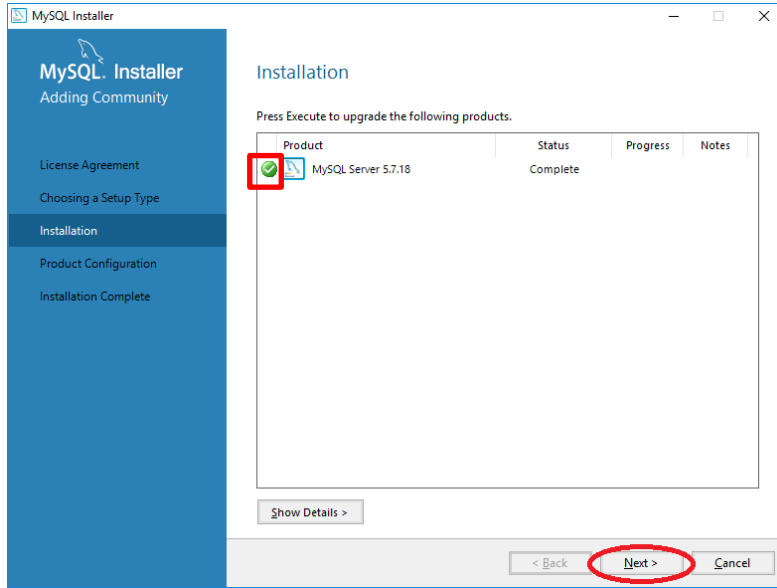 MySQL Installer
MySQL. Installer
Adding Community
License Agreement
Choosing a Setup Type
Installation
Product Configuration
Installation Complete
Installation
Press Execute to upgrade the following products.
Product Status Progress Notes
MySQL Server 5.7.18 Complete
Show Details >
< Back Next > Cancel